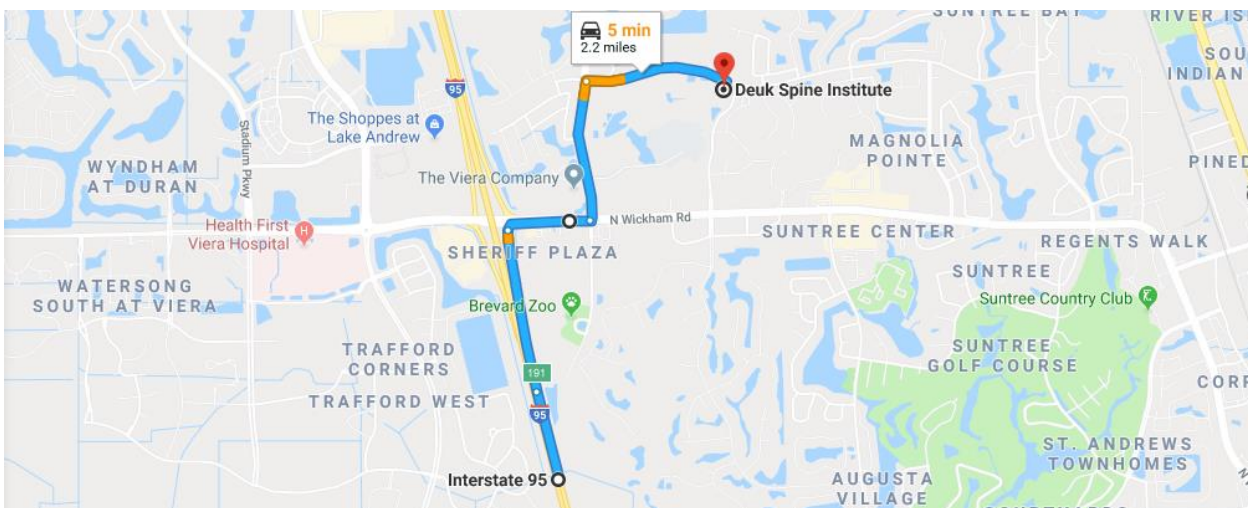 SUNTREE BAY
RIVER IS
5 min
2.2 miles
SOU
INDIAN
95
Deuk Spine Institute
The Shoppes at
Lake Andrew
Stadium Pkwy
MAGNOLIA
POINTE
WYNDHAM
AT DURAN
PINED
The Viera Company
N Wickham Rd
Health First
Viera Hospital
H
SHERIFF PLAZA
SUNTREE CENTER
REGENTS WALK
WATERSONG
SOUTH AT VIERA
SUNTREE
Brevard Zoo
Suntree Country Club
TRAFFORD
CORNERS
SUNTREE
GOLF COURSE
191
TRAFFORD WEST
95
CORP
ST. ANDREWS
TOWNHOMES
Interstate 95
AUGUSTA
VILLAGE